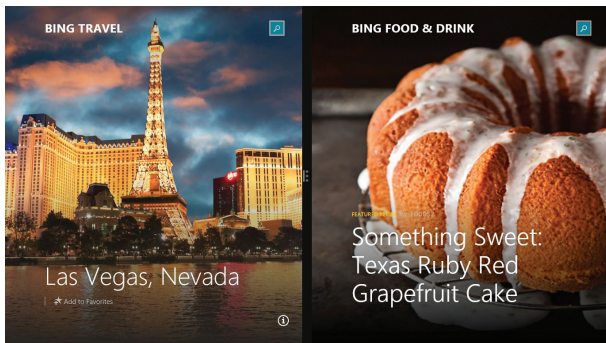 BING TRAVEL
Las Vegas, Nevada
Add to Favorites
BING FOOD & DRINK
Something Sweet:
Texas Ruby Red
Grapefruit Cake